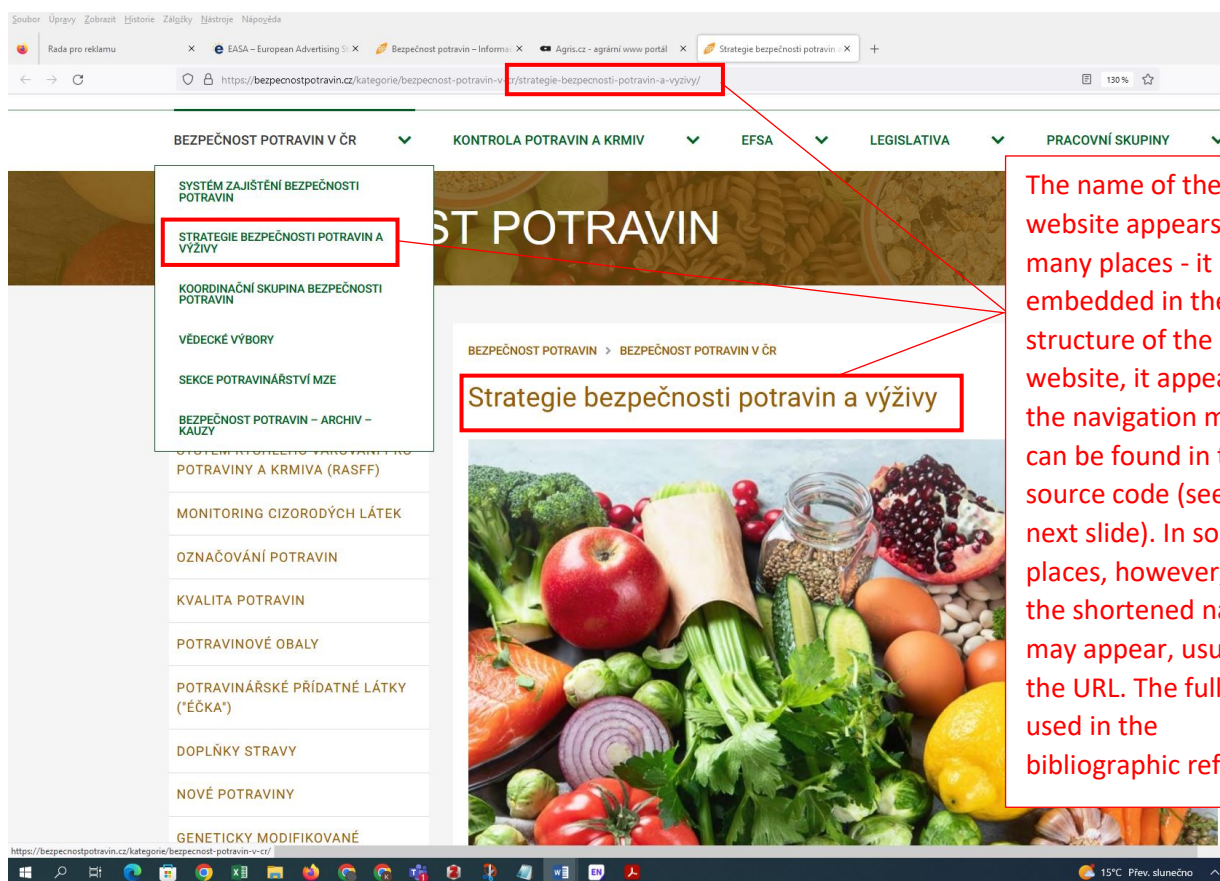 Soubor Úpravy Zobrazit Historie Záložky Nástroje Nápověda
Rada pro reklamu
EASA – European Advertising St
Bezpečnost potravin – Informac
Agris.cz - agrární www portál
Strategie bezpečnosti potravin a
https://bezpecnostpotravin.cz/kategorie/bezpecnost-potravin-v-cr/strategie-bezpecnosti-potravin-a-vyzivy/
130 %
BEZPEČNOST POTRAVIN V ČR
KONTROLA POTRAVIN A KRMIV
EFSA
LEGISLATIVA
PRACOVNÍ SKUPINY
SYSTÉM ZAJIŠTĚNÍ BEZPEČNOSTI
POTRAVIN
STRATEGIE BEZPEČNOSTI POTRAVIN A
VÝŽIVY
KOORDINAČNÍ SKUPINA BEZPEČNOSTI
POTRAVIN
VĚDECKÉ VÝBORY
SEKCE POTRAVINÁŘSTVÍ MZE
BEZPEČNOST POTRAVIN – ARCHIV –
KAUZY
ST POTRAVIN
BEZPEČNOST POTRAVIN > BEZPEČNOST POTRAVIN V ČR
Strategie bezpečnosti potravin a výživy
SYSTÉM RYCHLÉHO VAROVÁNÍ PRO
POTRAVINY A KRMIVA (RASFF)
MONITORING CIZORODÝCH LÁTEK
OZNAČOVÁNÍ POTRAVIN
KVALITA POTRAVIN
POTRAVINOVÉ OBALY
POTRAVINÁŘSKÉ PŘÍDATNÉ LÁTKY
("ÉČKA")
DOPLŇKY STRAVY
NOVÉ POTRAVINY
GENETICKY MODIFIKOVANÉ
The name of the
website appears
many places - it
embedded in the
structure of the
website, it appea
the navigation m
can be found in t
source code (see
next slide). In so
places, however
the shortened na
may appear, usu
the URL. The full
used in the
bibliographic ref
https://bezpecnostpotravin.cz/kategorie/bezpecnost-potravin-v-cr/
EN
15°C Přev. slunečno